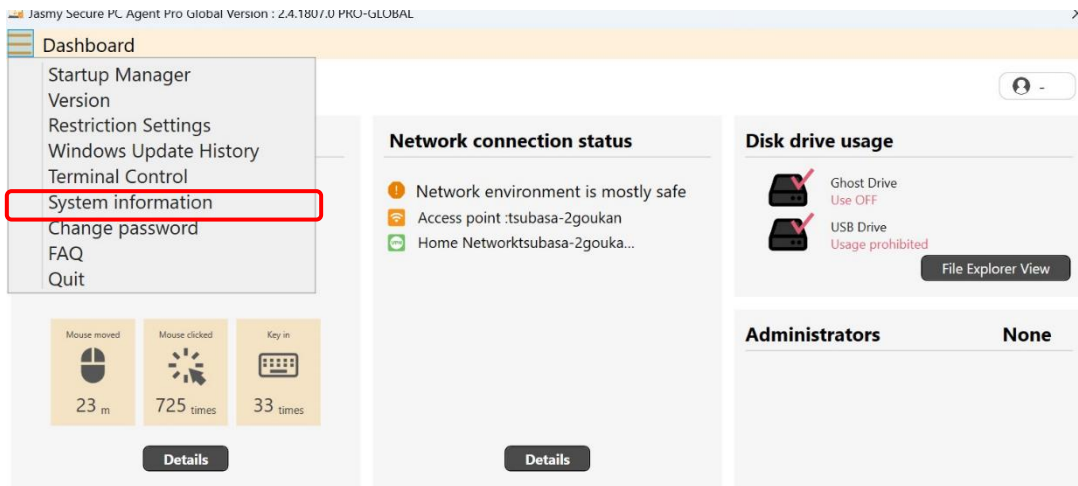 Jasmy Secure PC Agent Pro Global Version : 2.4.1807.0 PRO-GLOBAL
Dashboard
Startup Manager
Version
Restriction Settings
Windows Update History
Terminal Control
System information
Change password
FAQ
Quit
-
Mouse moved
23 m
Mouse clicked
725 times
Key in
33 times
Details
Network connection status
Network environment is mostly safe
Access point :tsubasa-2goukan
Home Networktsubasa-2gouka...
Details
Disk drive usage
Ghost Drive
Use OFF
USB Drive
Usage prohibited
File Explorer View
Administrators None